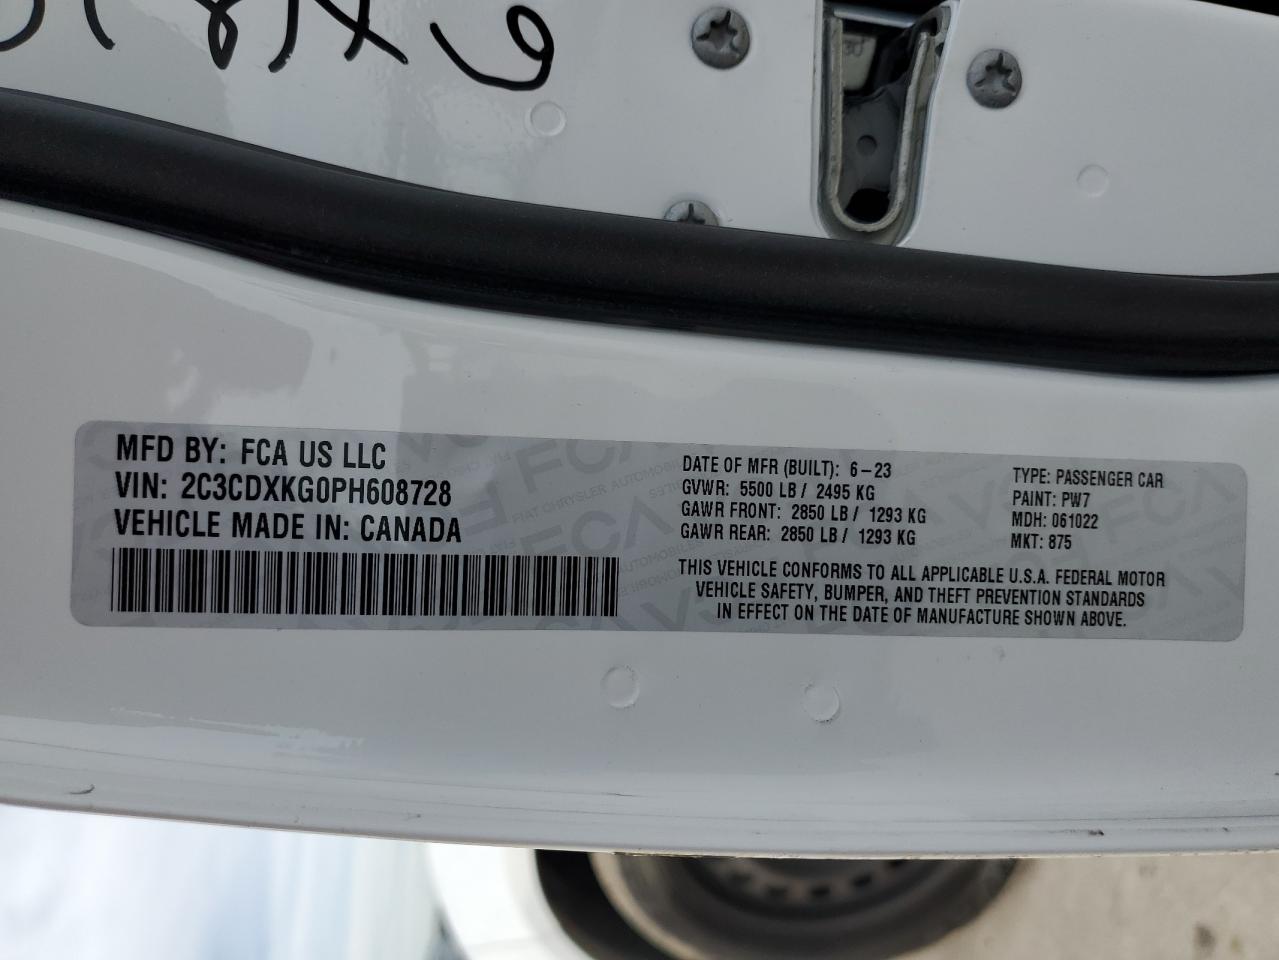 MFD BY: FCA US LLC
VIN: 2C3CDXKG0PH608728
VEHICLE MADE IN: CANADA
DATE OF MFR (BUILT): 6-23
GVWR: 5500 LB / 2495 KG
GAWR FRONT: 2850 LB / 1293 KG
GAWR REAR: 2850 LB / 1293 KG
TYPE: PASSENGER CAR
PAINT: PW7
MDH: 061022
MKT: 875
THIS VEHICLE CONFORMS TO ALL APPLICABLE U.S.A. FEDERAL MOTOR
VEHICLE SAFETY, BUMPER, AND THEFT PREVENTION STANDARDS
IN EFFECT ON THE DATE OF MANUFACTURE SHOWN ABOVE.